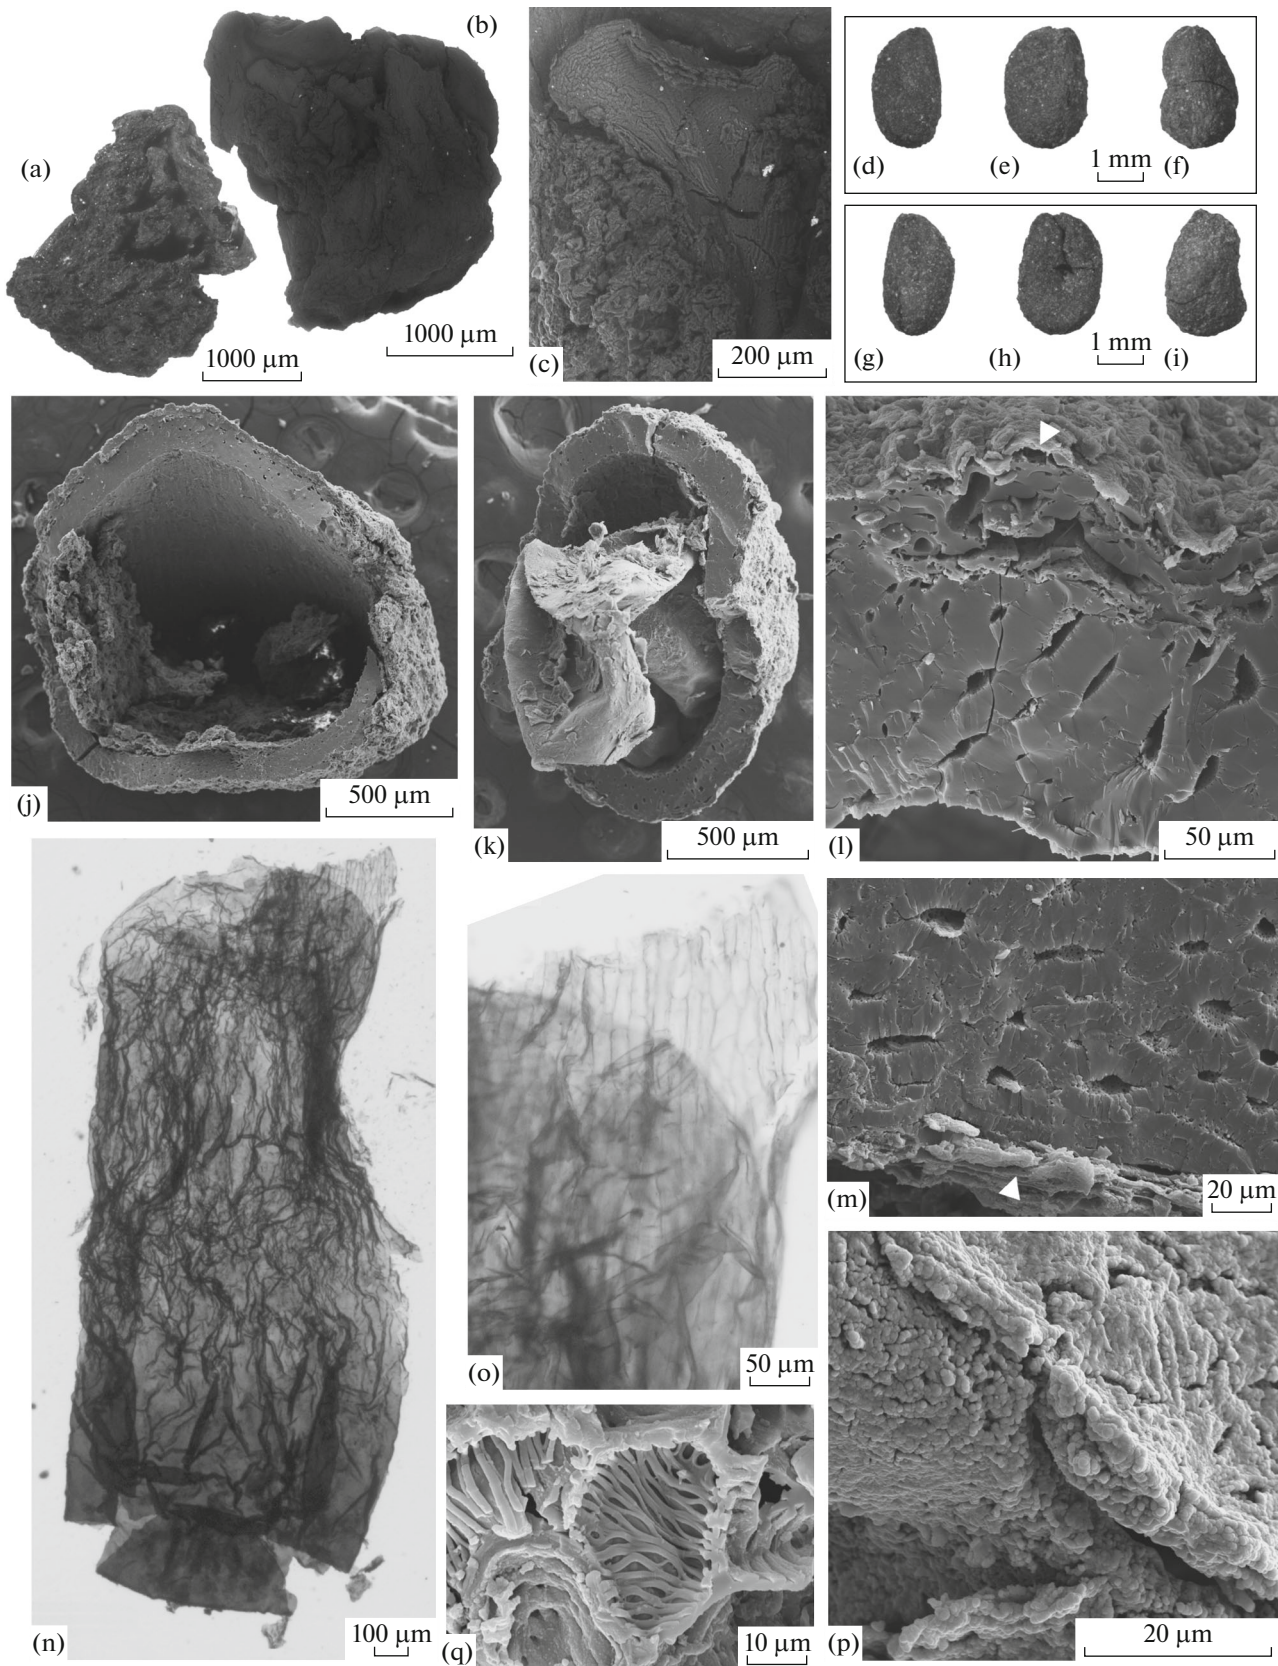 (b)
(a)
1000 µm
1000 µm
(c)
200 µm
(d)
(e)
1 mm
(f)
(g)
(h)
1 mm
(i)
(j)
500 µm
(k)
500 µm
(l)
50 µm
(m)
20 µm
(n)
100 µm
(o)
50 µm
(q)
10 µm
(p)
20 µm